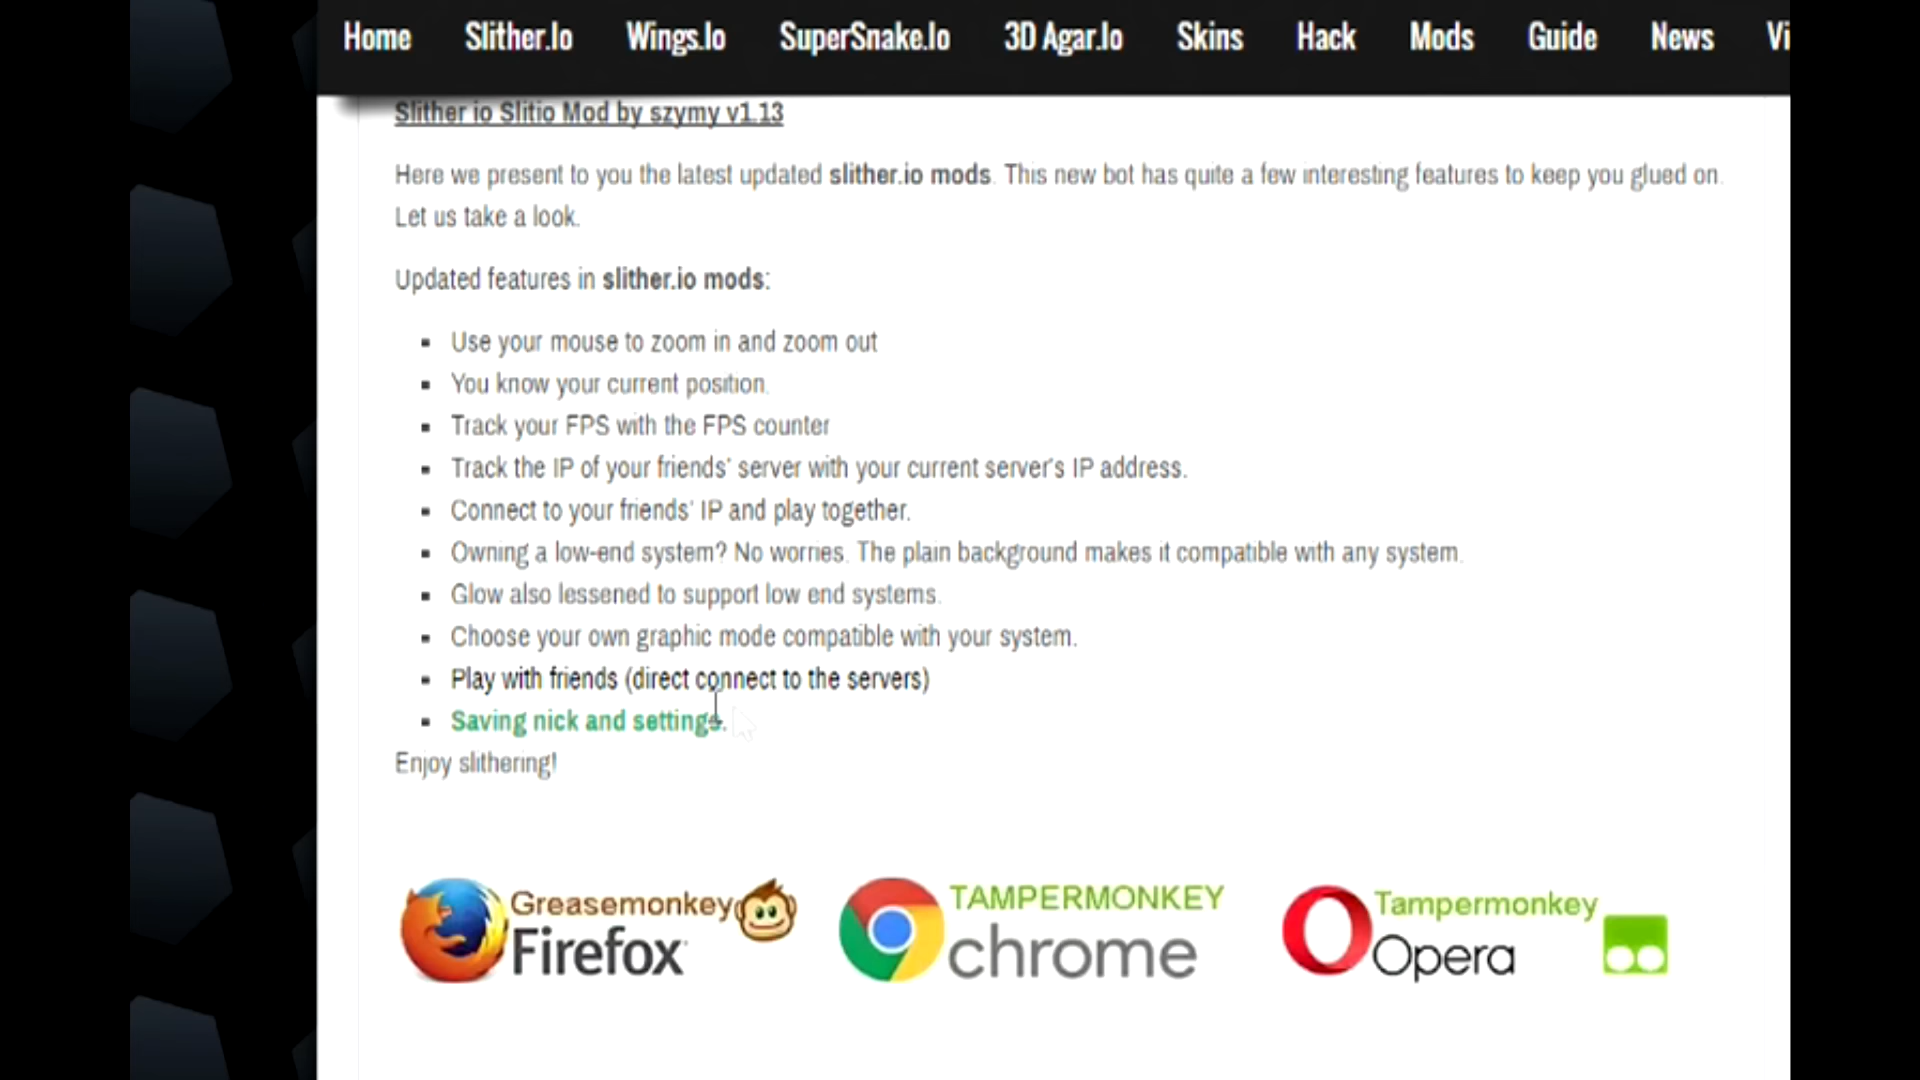 Home Slither.Io Wings.Io SuperSnake.Io 3D Agar.Io Skins Hack Mods Guide News Vi
Slither io Slitio Mod by szymy v1.13
Here we present to you the latest updated slither.io mods. This new bot has quite a few interesting features to keep you glued on.
Let us take a look.
Updated features in slither.io mods:
Use your mouse to zoom in and zoom out
You know your current position.
Track your FPS with the FPS counter
Track the IP of your friends' server with your current server's IP address.
Connect to your friends' IP and play together.
Owning a low-end system? No worries. The plain background makes it compatible with any system.
Glow also lessened to support low end systems.
Choose your own graphic mode compatible with your system.
Play with friends (direct connect to the servers)
Saving nick and settings.
Enjoy slithering!
Greasemonkey TAMPERMONKEY Tampermonkey
Firefox chrome Opera